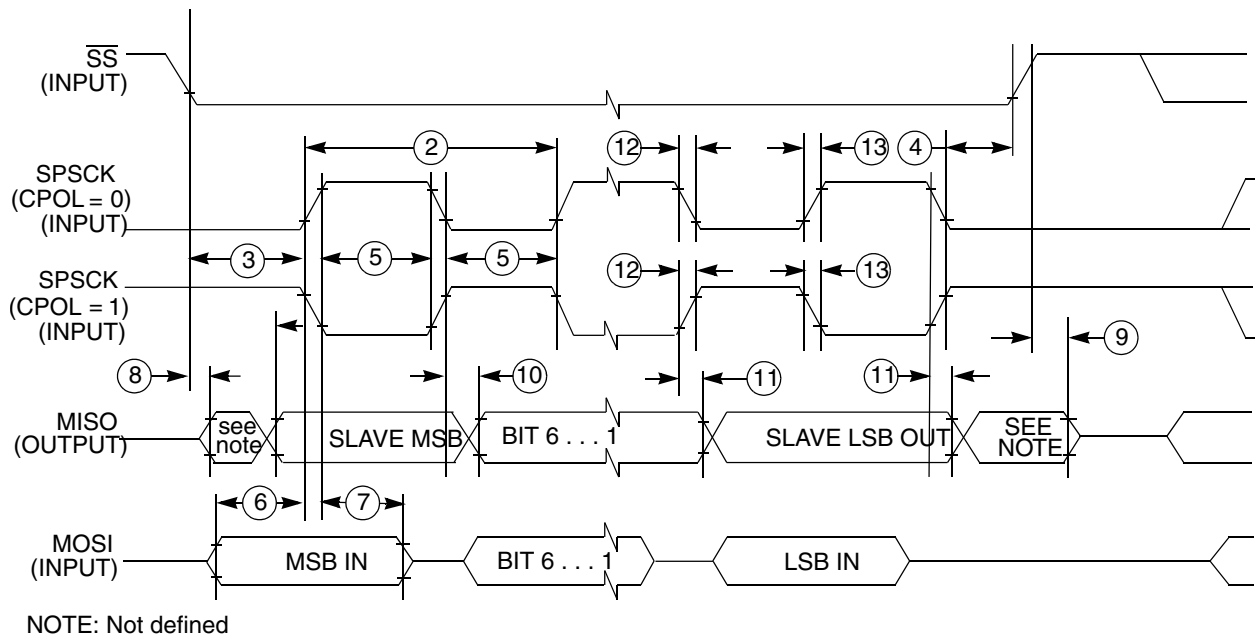 SS
(INPUT)
2
12
13
4
SPSCK
(CPOL = 0)
(INPUT)
3
5
5
12
13
SPSCK
(CPOL = 1)
(INPUT)
8
10
11
11
9
MISO
(OUTPUT)
see
note
SLAVE MSB
BIT 6 . . . 1
SLAVE LSB OUT
SEE
NOTE
6
7
MOSI
(INPUT)
MSB IN
BIT 6 . . . 1
LSB IN
NOTE: Not defined